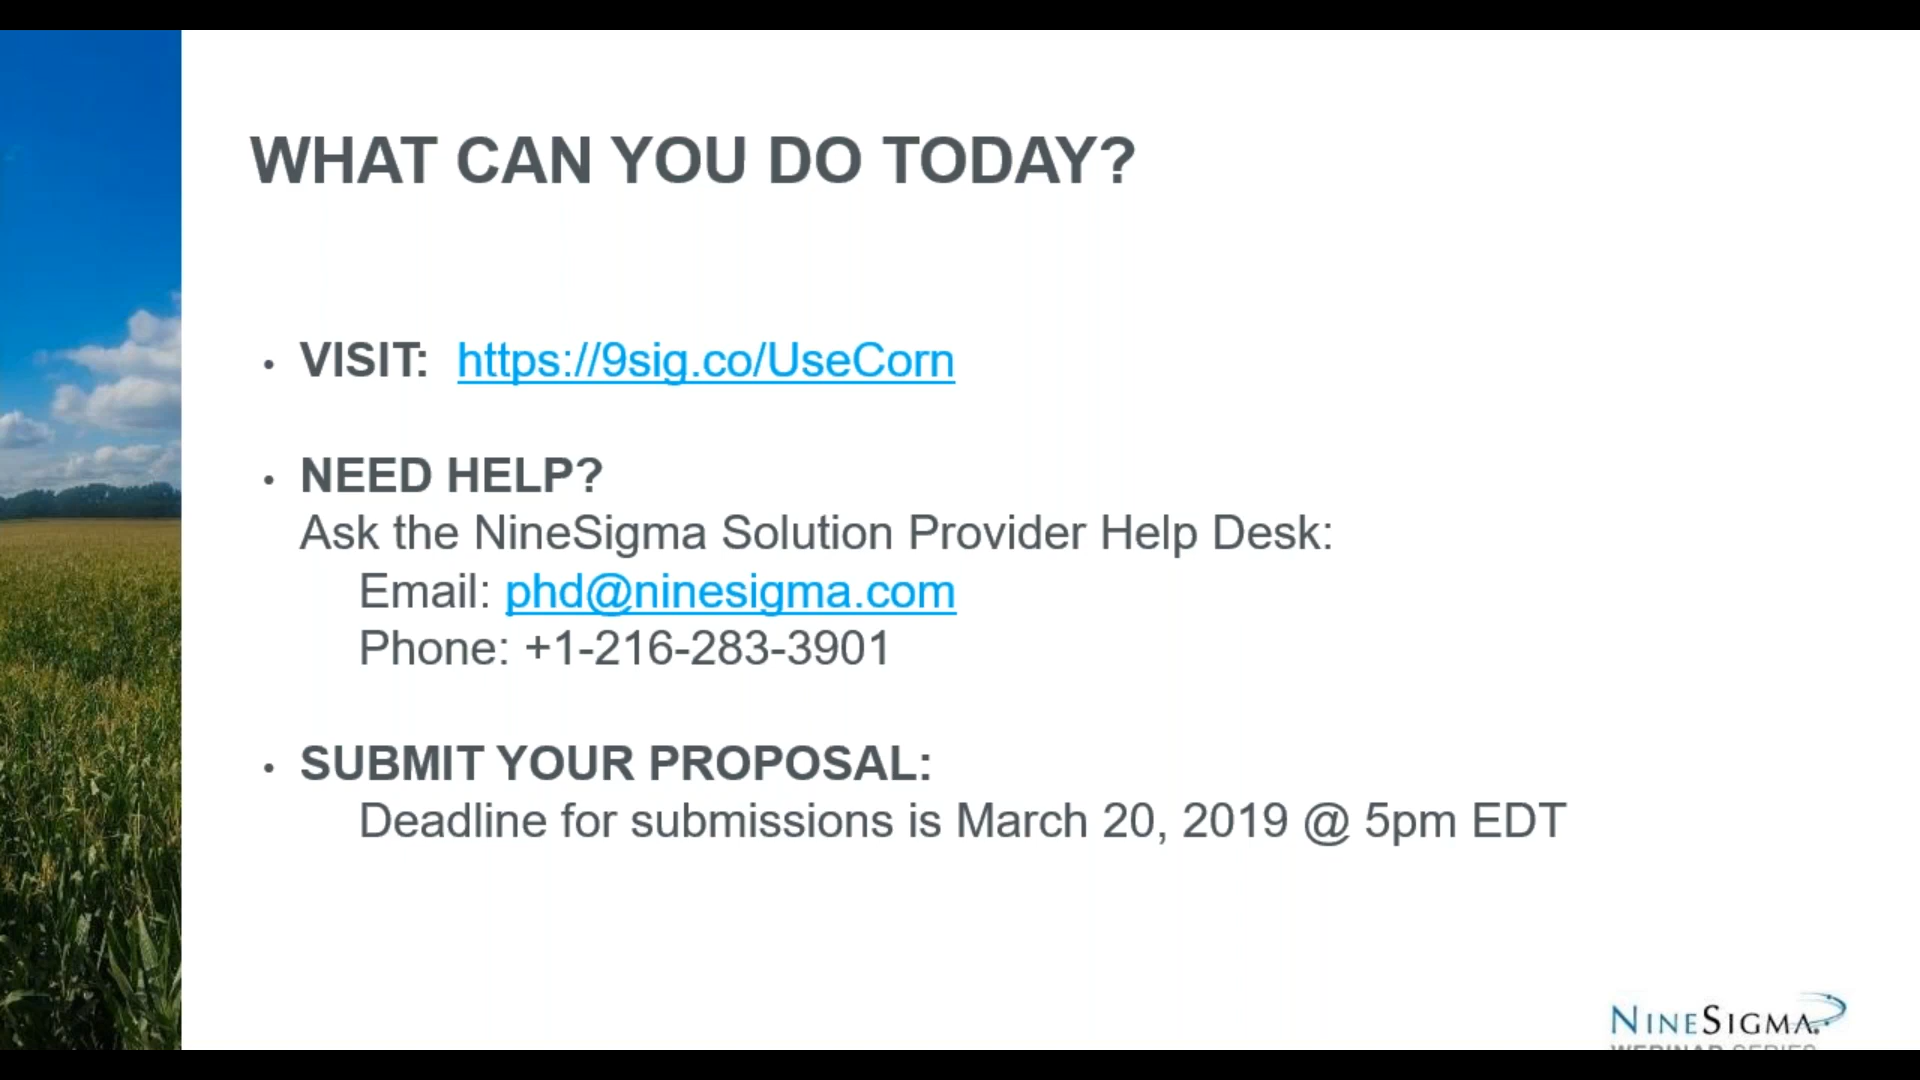 WHAT CAN YOU DO TODAY?
• VISIT: https://9sig.co/UseCorn
• NEED HELP?
Ask the NineSigma Solution Provider Help Desk:
Email: phd@ninesigma.com
Phone: +1-216-283-3901
• SUBMIT YOUR PROPOSAL:
Deadline for submissions is March 20, 2019 @ 5pm EDT
NINESIGMA
WEBINAR SERIES